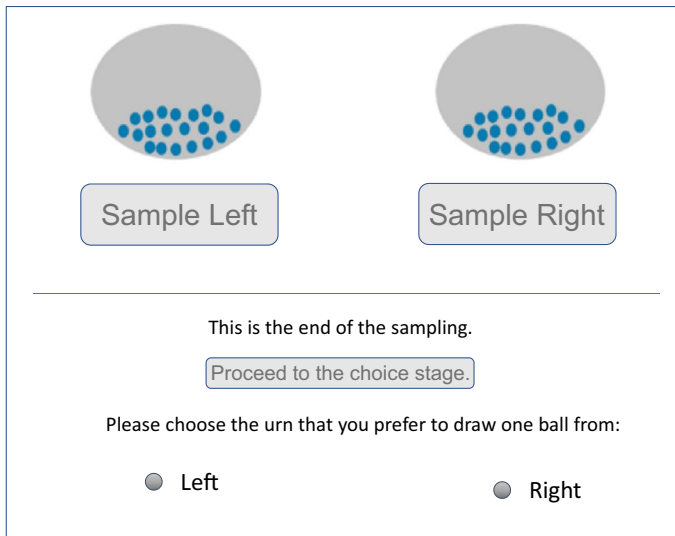 Sample Left
Sample Right
This is the end of the sampling.
Proceed to the choice stage.
Please choose the urn that you prefer to draw one ball from:
Left
Right